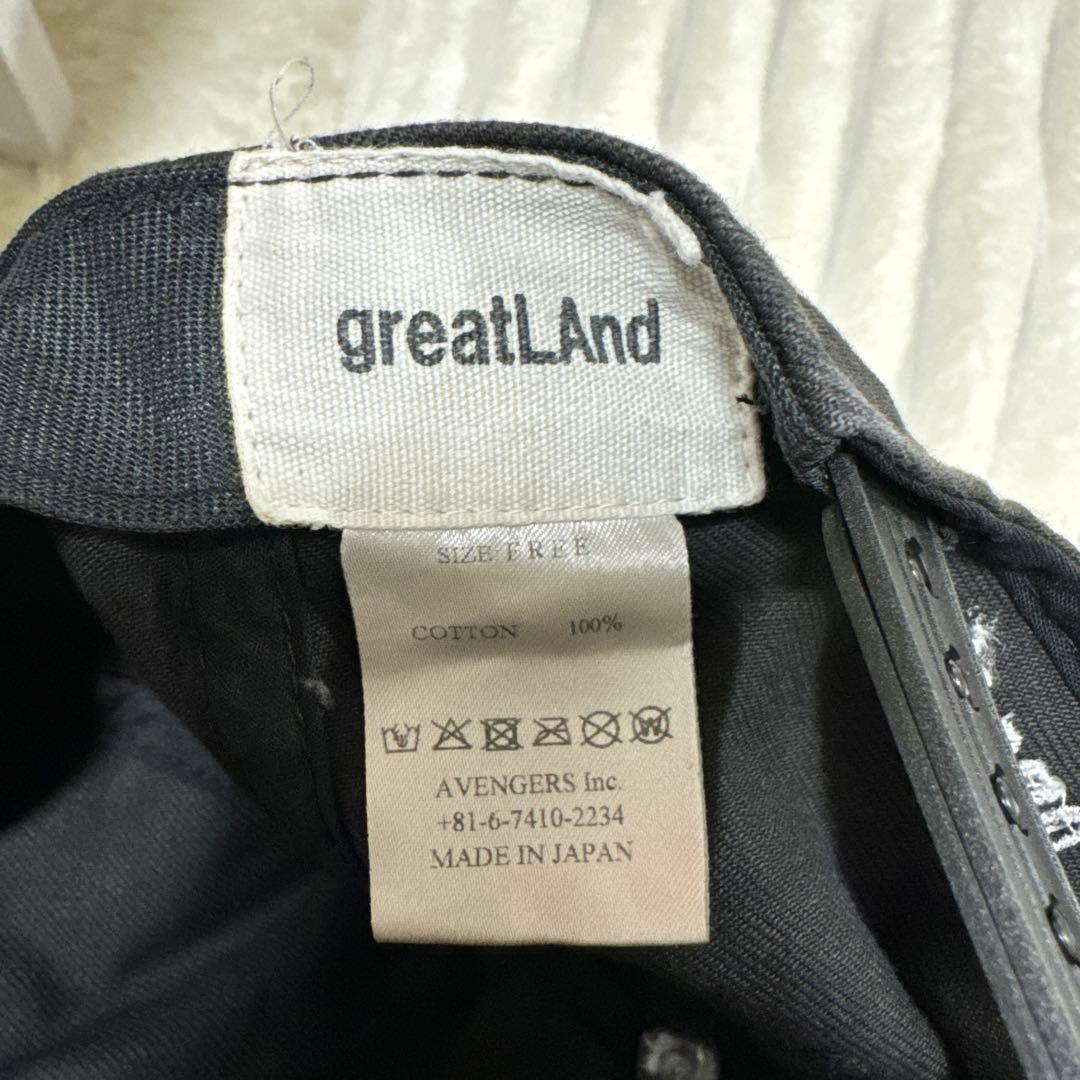 greatLAnd
SIZE FREE
COTTON 100%
AVENGERS Inc.
+81-6-7410-2234
MADE IN JAPAN